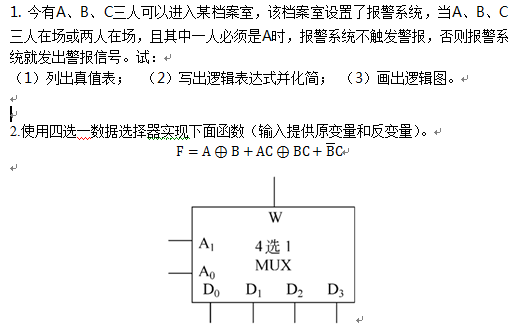 1. 今有A、B、C三人可以进入某档案室，该档案室设置了报警系统，当A、B、C
三人在场或两人在场，且其中一人必须是A时，报警系统不触发警报，否则报警系
统就发出警报信号。试：
（1）列出真值表； （2）写出逻辑表达式并化简； （3）画出逻辑图。
2.使用四选一数据选择器实现下面函数（输入提供原变量和反变量）。
F = A ⊕ B + AC ⊕ BC + B̅C
W
A₁
4 选 1
A₀
MUX
D₀ D₁ D₂ D₃